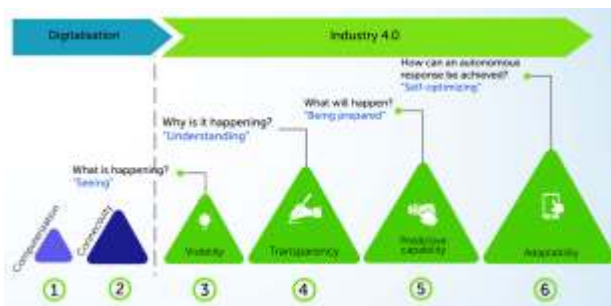 Digitalisation
Industry 4.0
How can an autonomous
response be achieved?
"Self-optimizing"
What will happen?
"Being prepared"
Why is it happening?
"Understanding"
What is happening?
"Seeing"
Computerization
Connectivity
Visibility
Transparency
Predictive
capability
Adaptability
1
2
3
4
5
6